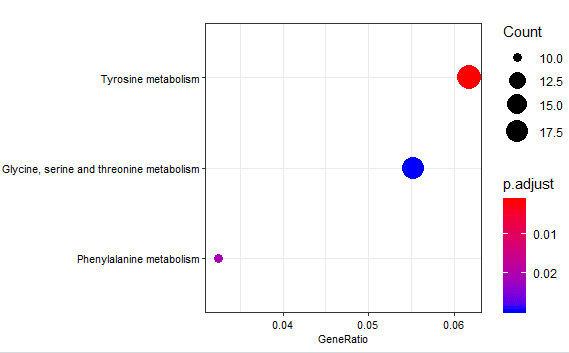 Tyrosine metabolism
Glycine, serine and threonine metabolism
Phenylalanine metabolism
0.04 0.05 0.06
GeneRatio
Count
10.0
12.5
15.0
17.5
p.adjust
0.01
0.02